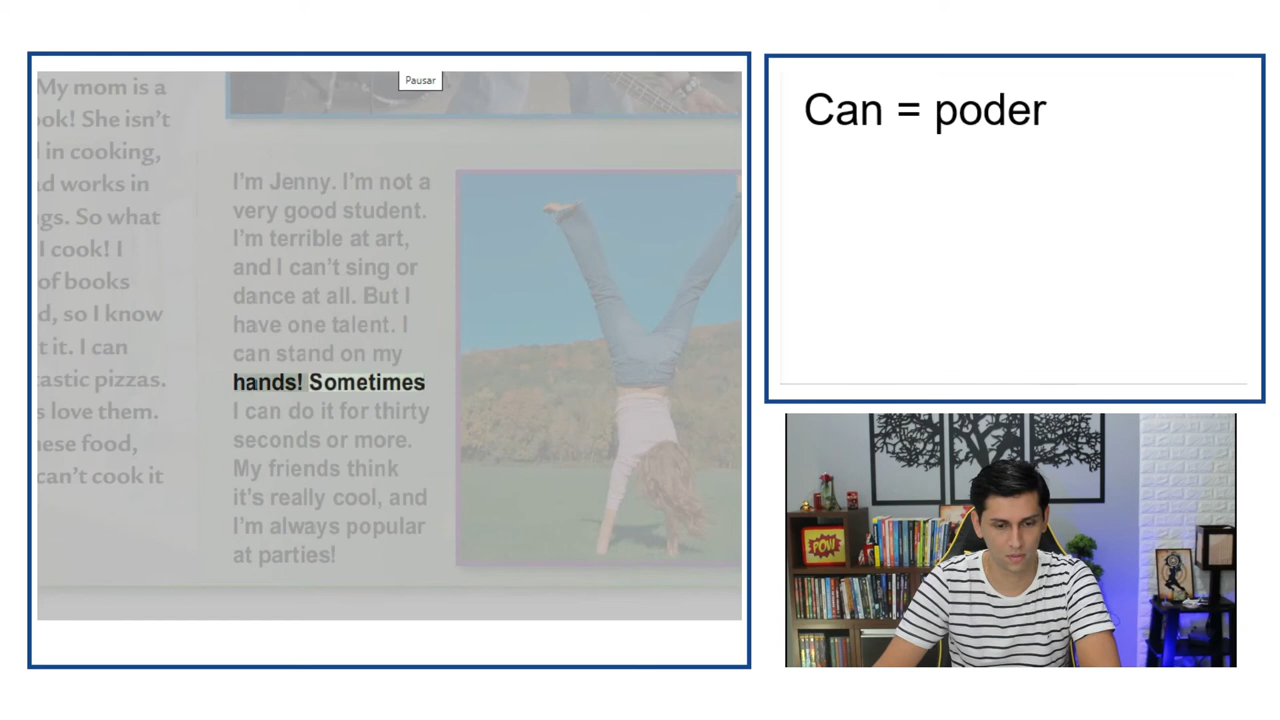 Pausar
My mom is a
ok! She isn't
in cooking,
works in
gs. So what
I cook! I
of books
d, so I know
t it. I can
tastic pizzas.
s love them.
nese food,
can't cook it
I'm Jenny. I'm not a
very good student.
I'm terrible at art,
and I can't sing or
dance at all. But I
have one talent. I
can stand on my
hands! Sometimes
I can do it for thirty
seconds or more.
My friends think
it's really cool, and
I'm always popular
at parties!
Can = poder
POW!